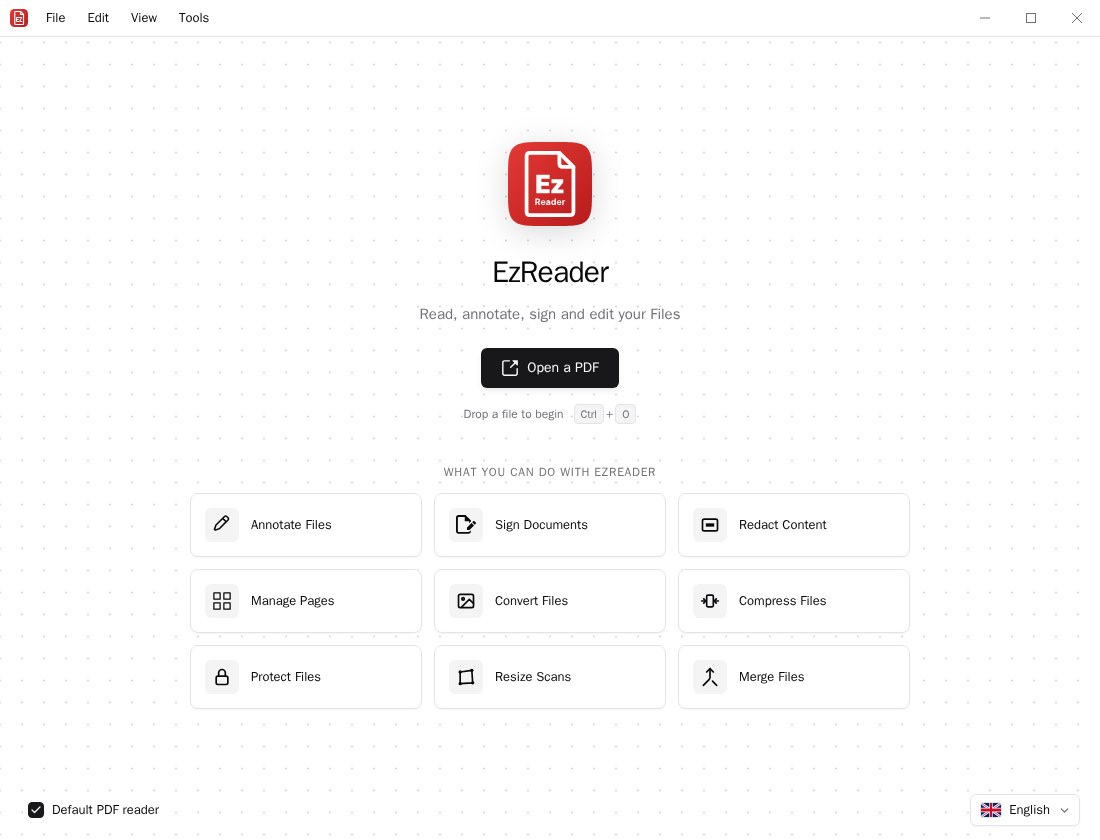 File Edit View Tools
Ez
Reader
EzReader
Read, annotate, sign and edit your Files
Open a PDF
Drop a file to begin Ctrl + O
WHAT YOU CAN DO WITH EZREADER
Annotate Files
Sign Documents
Redact Content
Manage Pages
Convert Files
Compress Files
Protect Files
Resize Scans
Merge Files
Default PDF reader
English